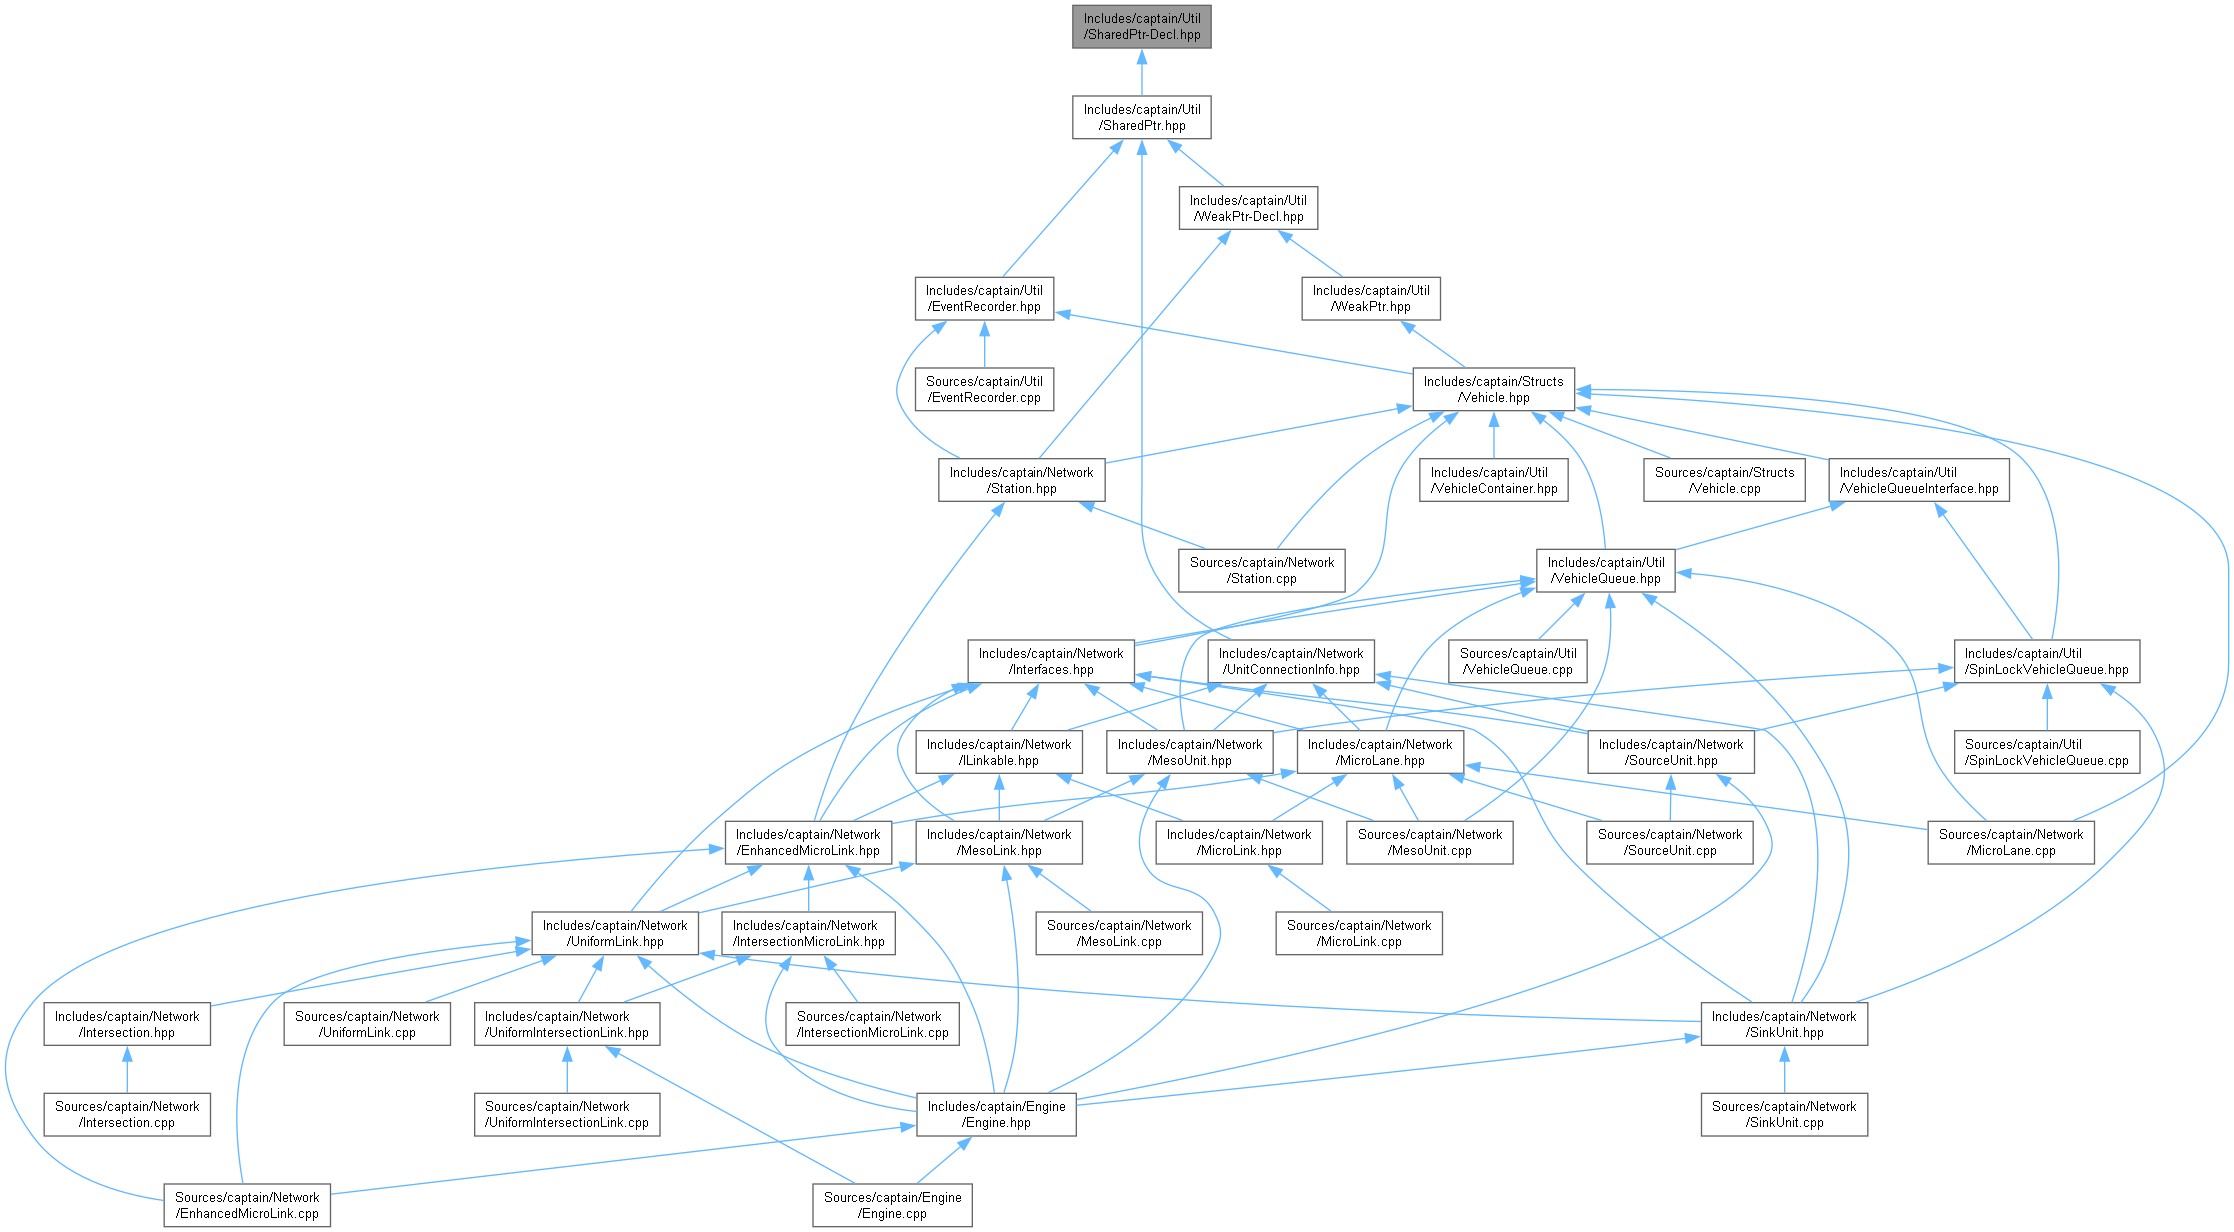 Includes/captain/Util
/SharedPtr-Decl.hpp
Includes/captain/Util
/SharedPtr.hpp
Includes/captain/Util
/WeakPtr-Decl.hpp
Includes/captain/Util
/EventRecorder.hpp
Includes/captain/Util
/WeakPtr.hpp
Sources/captain/Util
/EventRecorder.cpp
Includes/captain/Structs
/Vehicle.hpp
Includes/captain/Network
/Station.hpp
Includes/captain/Util
/VehicleContainer.hpp
Sources/captain/Structs
/Vehicle.cpp
Includes/captain/Util
/VehicleQueueInterface.hpp
Sources/captain/Network
/Station.cpp
Includes/captain/Util
/VehicleQueue.hpp
Includes/captain/Network
/Interfaces.hpp
Includes/captain/Network
/UnitConnectionInfo.hpp
Sources/captain/Util
/VehicleQueue.cpp
Includes/captain/Util
/SpinLockVehicleQueue.hpp
Includes/captain/Network
/ILinkable.hpp
Includes/captain/Network
/MesoUnit.hpp
Includes/captain/Network
/MicroLane.hpp
Includes/captain/Network
/SourceUnit.hpp
Sources/captain/Util
/SpinLockVehicleQueue.cpp
Includes/captain/Network
/EnhancedMicroLink.hpp
Includes/captain/Network
/MesoLink.hpp
Includes/captain/Network
/MicroLink.hpp
Sources/captain/Network
/MesoUnit.cpp
Sources/captain/Network
/SourceUnit.cpp
Sources/captain/Network
/MicroLane.cpp
Includes/captain/Network
/UniformLink.hpp
Includes/captain/Network
/IntersectionMicroLink.hpp
Sources/captain/Network
/MesoLink.cpp
Sources/captain/Network
/MicroLink.cpp
Includes/captain/Network
/Intersection.hpp
Sources/captain/Network
/UniformLink.cpp
Includes/captain/Network
/UniformIntersectionLink.hpp
Sources/captain/Network
/IntersectionMicroLink.cpp
Includes/captain/Network
/SinkUnit.hpp
Sources/captain/Network
/Intersection.cpp
Sources/captain/Network
/UniformIntersectionLink.cpp
Includes/captain/Engine
/Engine.hpp
Sources/captain/Network
/SinkUnit.cpp
Sources/captain/Network
/EnhancedMicroLink.cpp
Sources/captain/Engine
/Engine.cpp